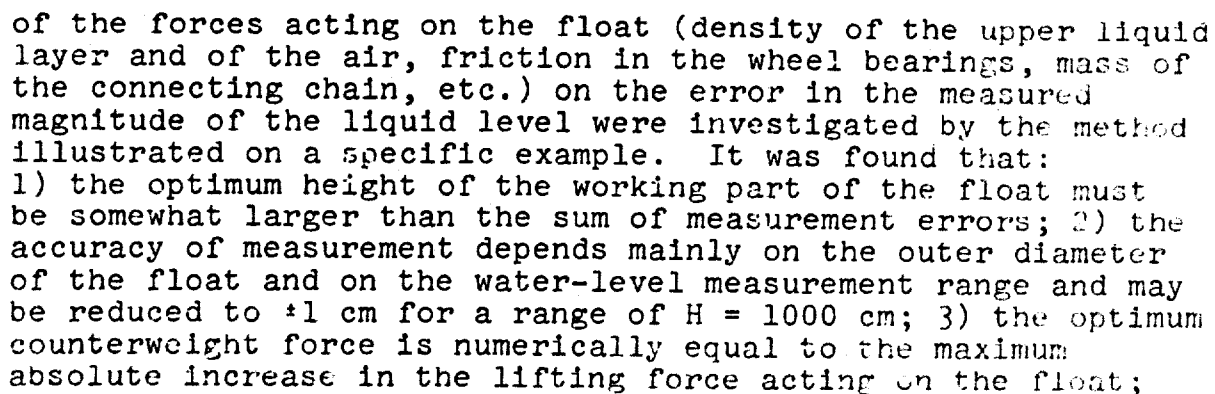 of the forces acting on the float (density of the upper liquid
layer and of the air, friction in the wheel bearings, mass of
the connecting chain, etc.) on the error in the measured
magnitude of the liquid level were investigated by the method
illustrated on a specific example. It was found that:
1) the optimum height of the working part of the float must
be somewhat larger than the sum of measurement errors; 2) the
accuracy of measurement depends mainly on the outer diameter
of the float and on the water-level measurement range and may
be reduced to ±1 cm for a range of H = 1000 cm; 3) the optimum
counterweight force is numerically equal to the maximum
absolute increase in the lifting force acting on the float;